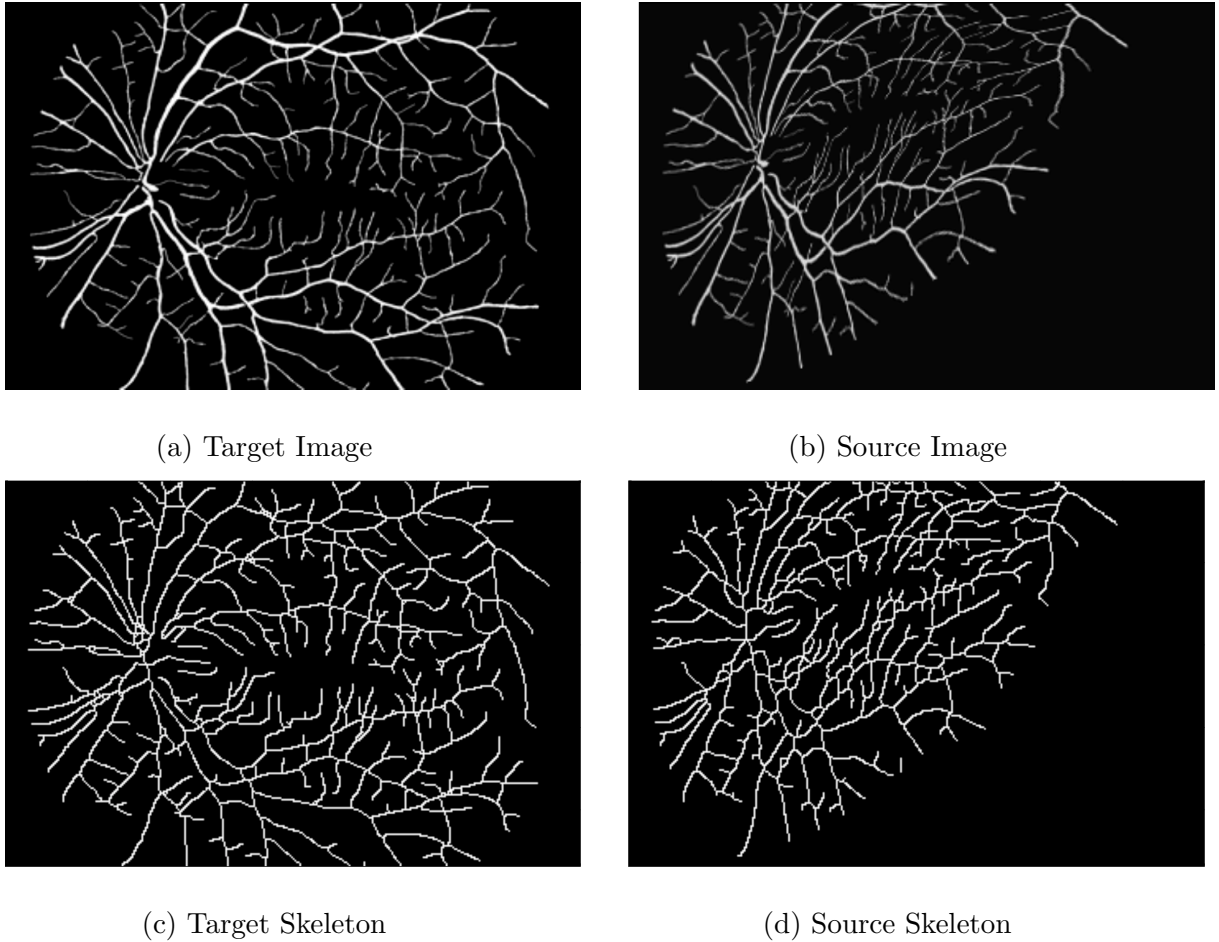 (a) Target Image
(b) Source Image
(c) Target Skeleton
(d) Source Skeleton